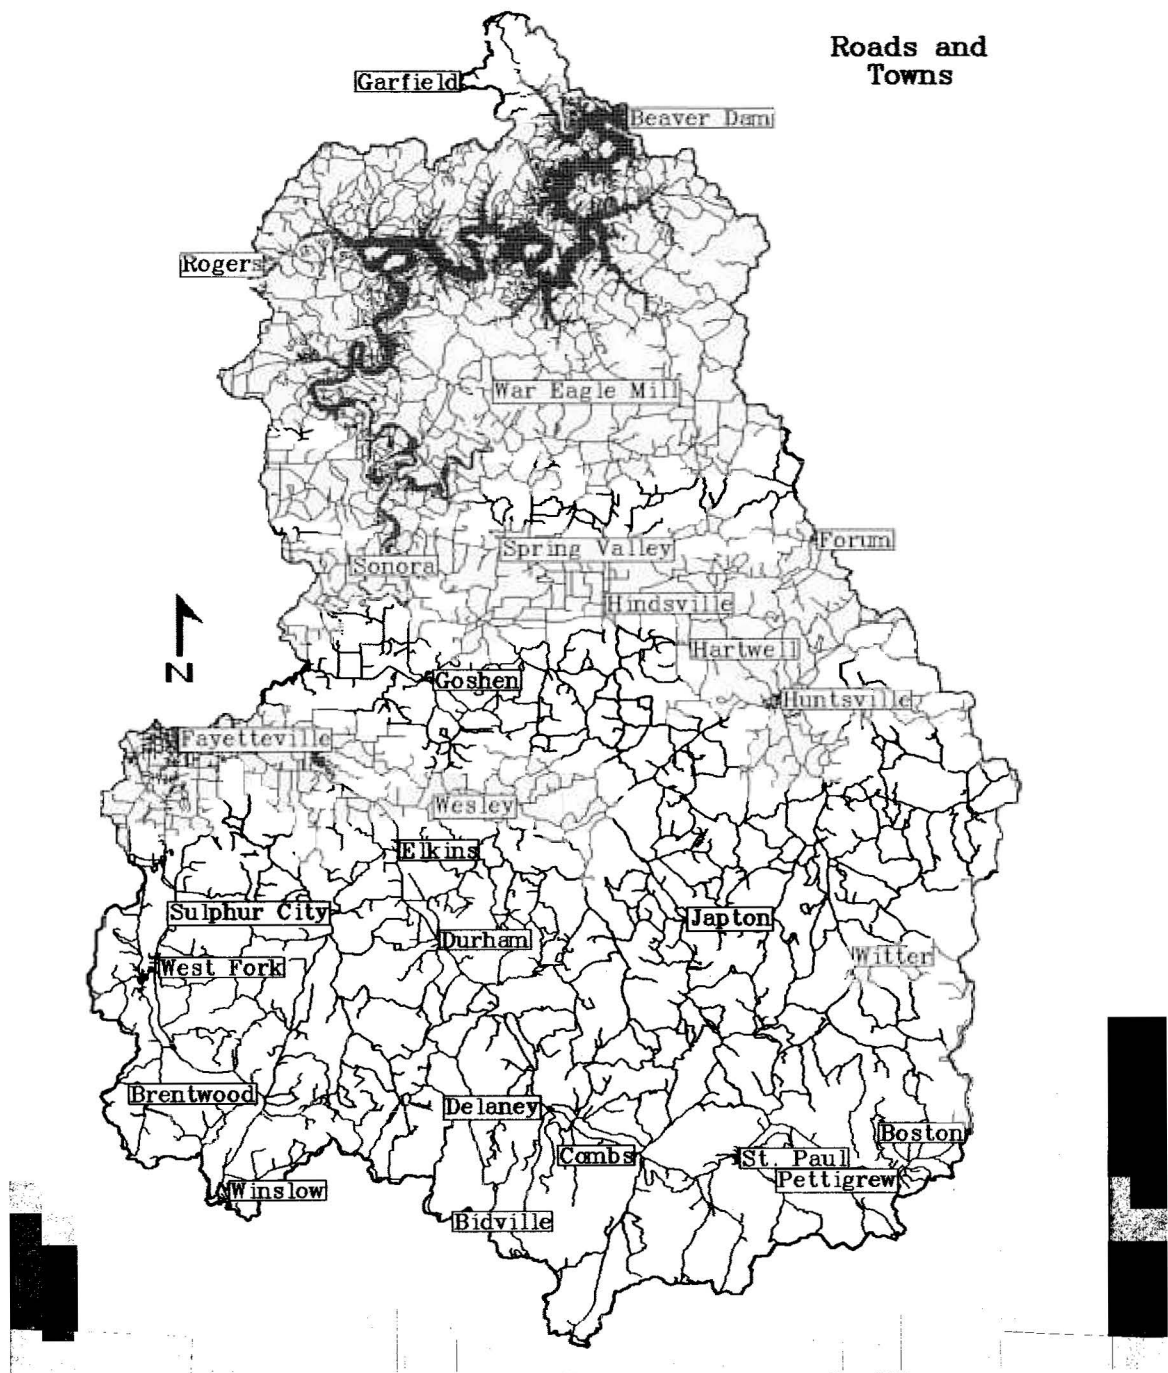 Roads and
Towns
Garfield
Beaver Dam
Rogers
War Eagle Mill
Forum
Spring Valley
Sonora
Hindsville
Hartwell
N
Goshen
Huntsville
Fayetteville
Wesley
Elkins
Sulphur City
Japton
Durham
Witter
West Fork
Brentwood
Delaney
Boston
Combs
St. Paul
Pettigrew
Winslow
Bidville